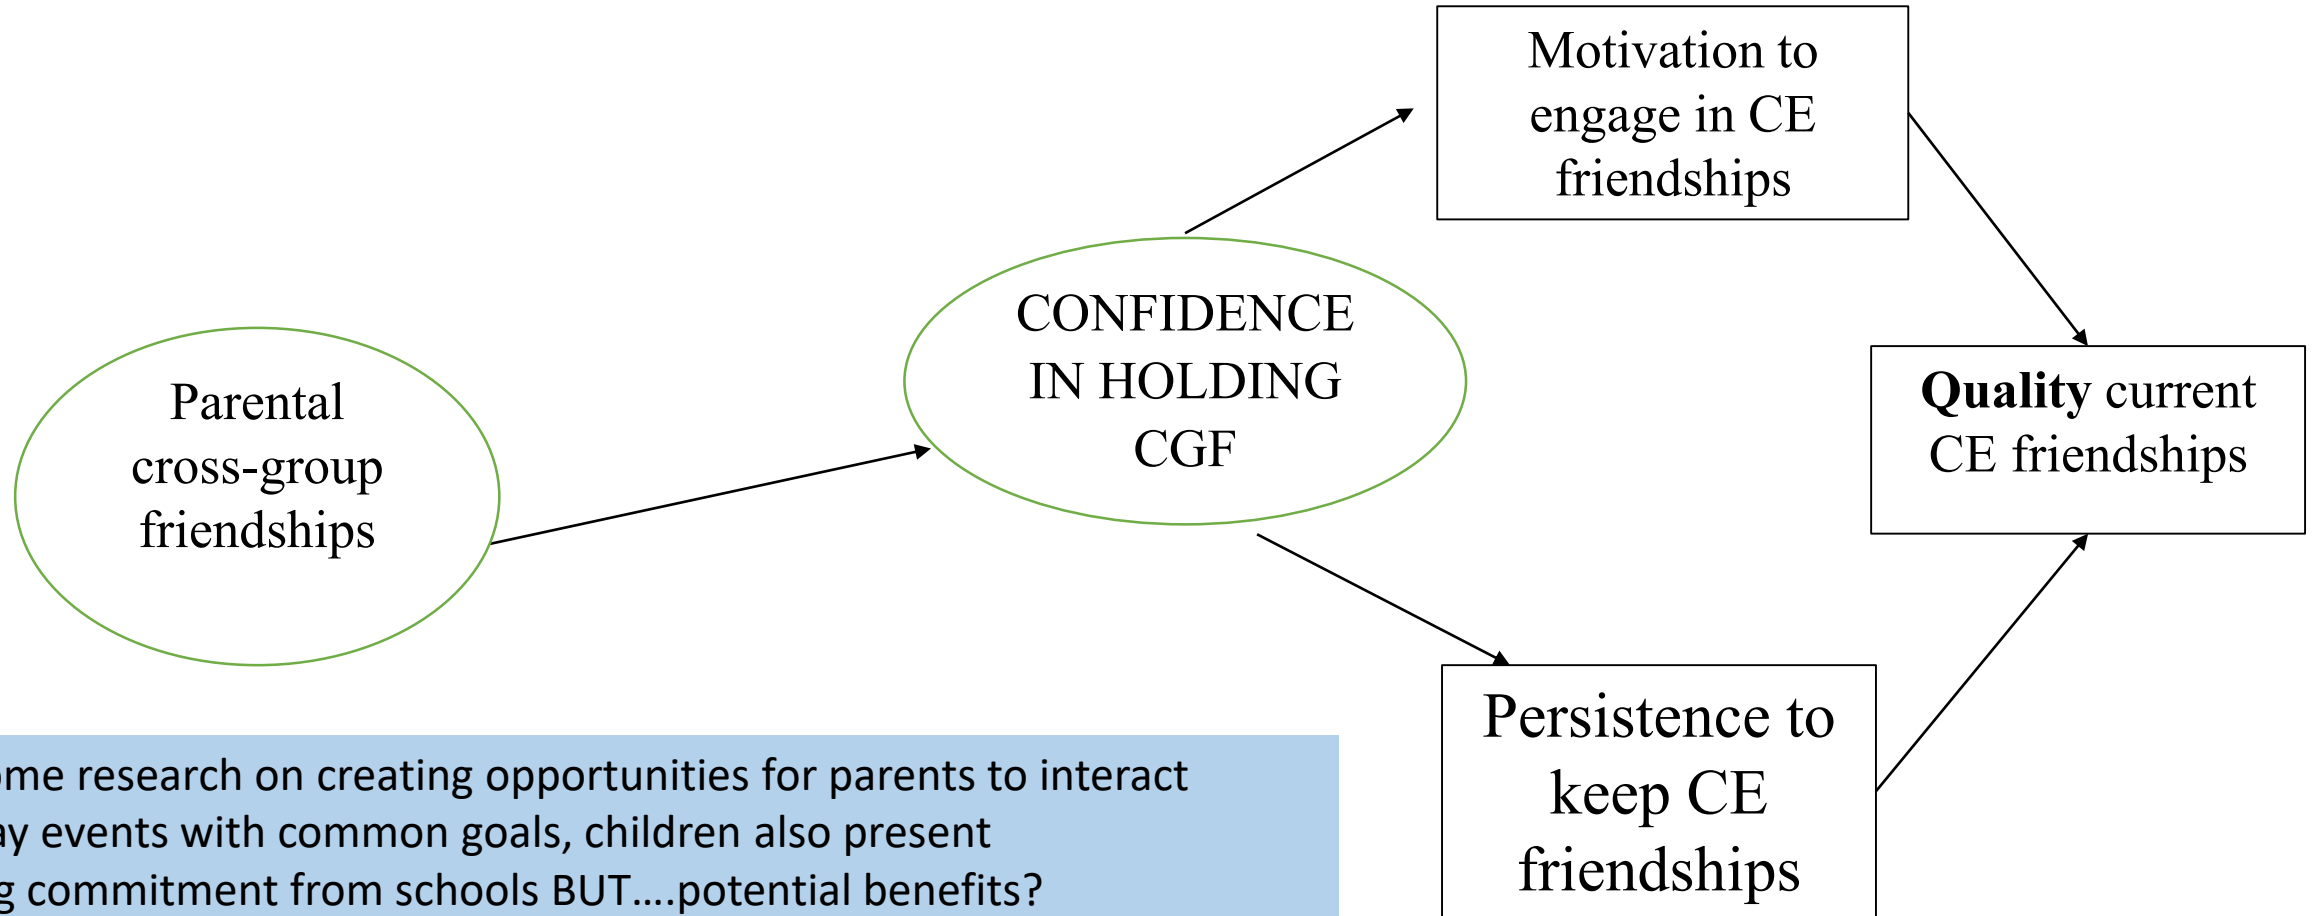 Motivation to
engage in CE
friendships
CONFIDENCE
IN HOLDING
CGF
Parental
cross-group
friendships
Quality current
CE friendships
Persistence to
keep CE
friendships
research on creating opportunities for parents to interact
events with common goals, children also present
commitment from schools BUT….potential benefits?